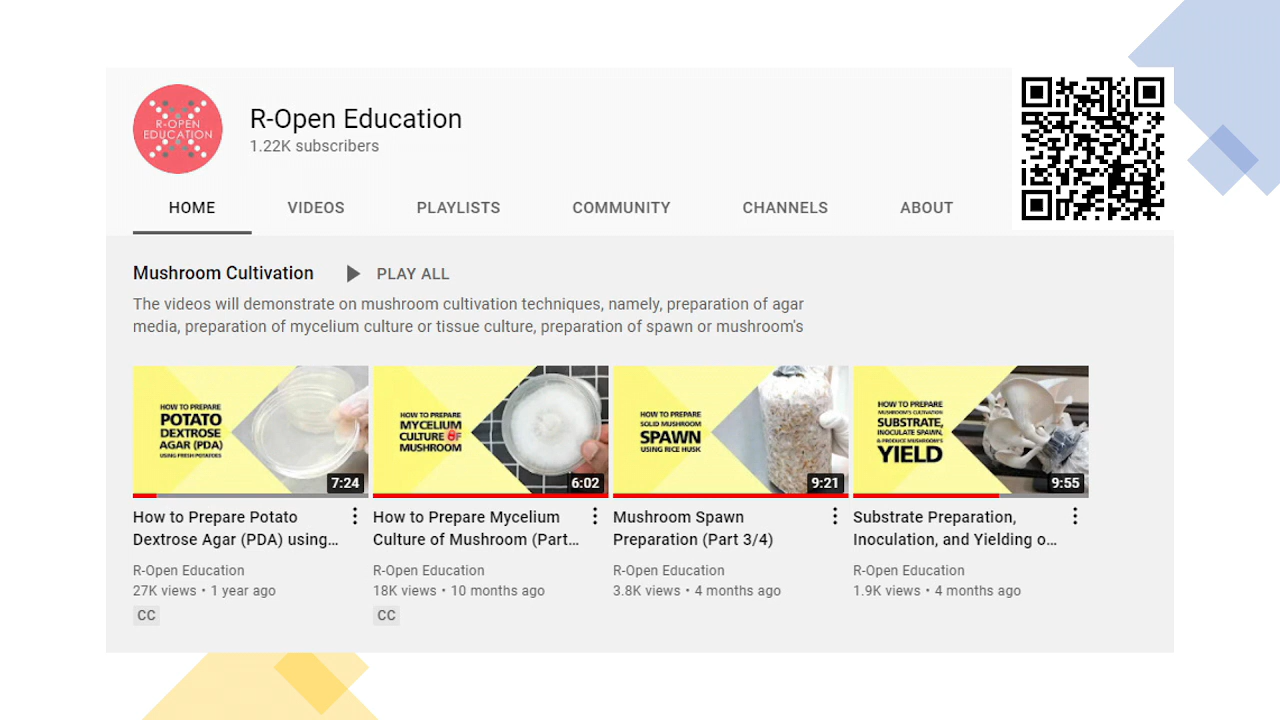 R-OPEN
EDUCATION
R-Open Education
1.22K subscribers
HOME VIDEOS PLAYLISTS COMMUNITY CHANNELS ABOUT
Mushroom Cultivation PLAY ALL
The videos will demonstrate on mushroom cultivation techniques, namely, preparation of agar
media, preparation of mycelium culture or tissue culture, preparation of spawn or mushroom's
HOW TO PREPARE
POTATO
DEXTROSE
AGAR (PDA)
USING FRESH POTATOES
7:24
How to Prepare Potato
Dextrose Agar (PDA) using...
R-Open Education
27K views • 1 year ago
CC
HOW TO PREPARE
MYCELIUM
CULTURE OF
MUSHROOM
6:02
How to Prepare Mycelium
Culture of Mushroom (Part...
R-Open Education
18K views • 10 months ago
CC
HOW TO PREPARE
SOLID MUSHROOM
SPAWN
USING RICE HUSK
9:21
Mushroom Spawn
Preparation (Part 3/4)
R-Open Education
3.8K views • 4 months ago
HOW TO PREPARE
MUSHROOM'S CULTIVATION
SUBSTRATE,
INOCULATE SPAWN,
& PRODUCE MUSHROOM'S
YIELD
9:55
Substrate Preparation,
Inoculation, and Yielding o...
R-Open Education
1.9K views • 4 months ago